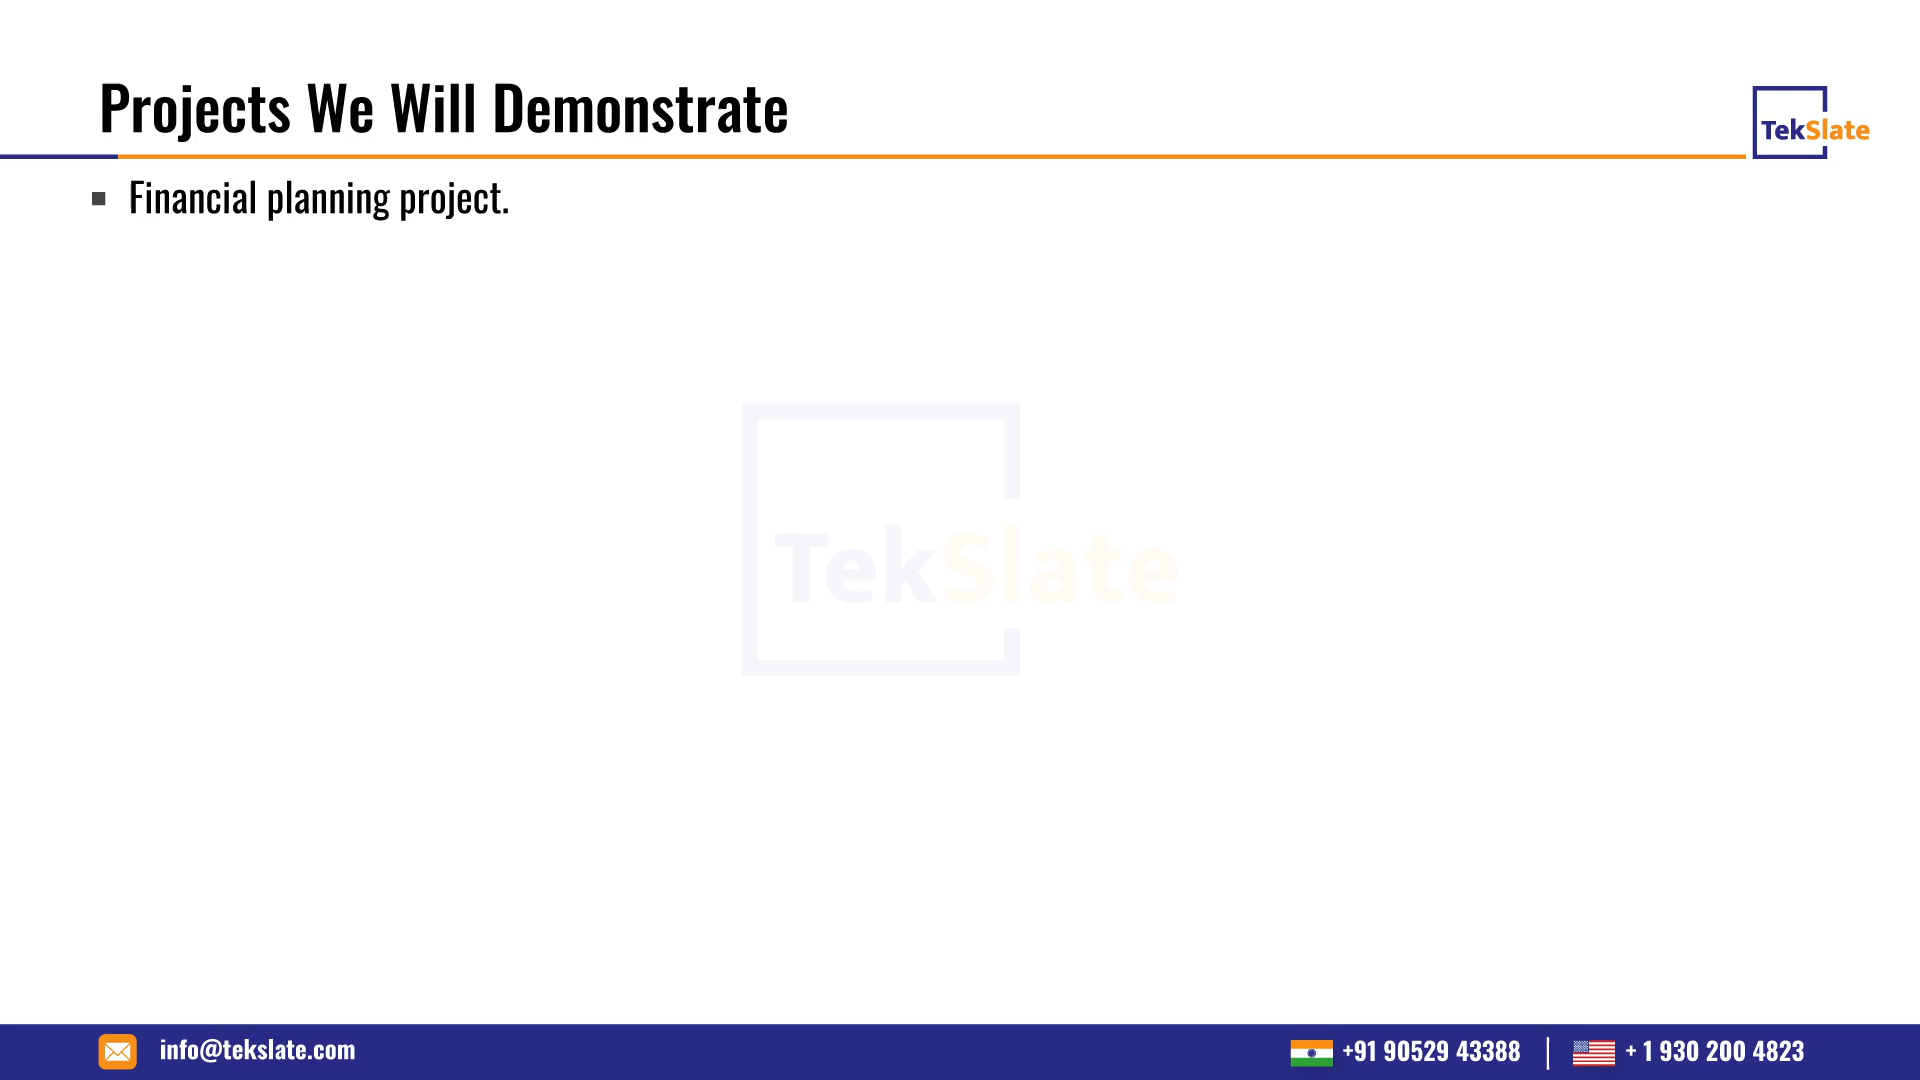 Projects We Will Demonstrate
TekSlate
Financial planning project.
TekSlate
info@tekslate.com
+91 90529 43388
+ 1 930 200 4823